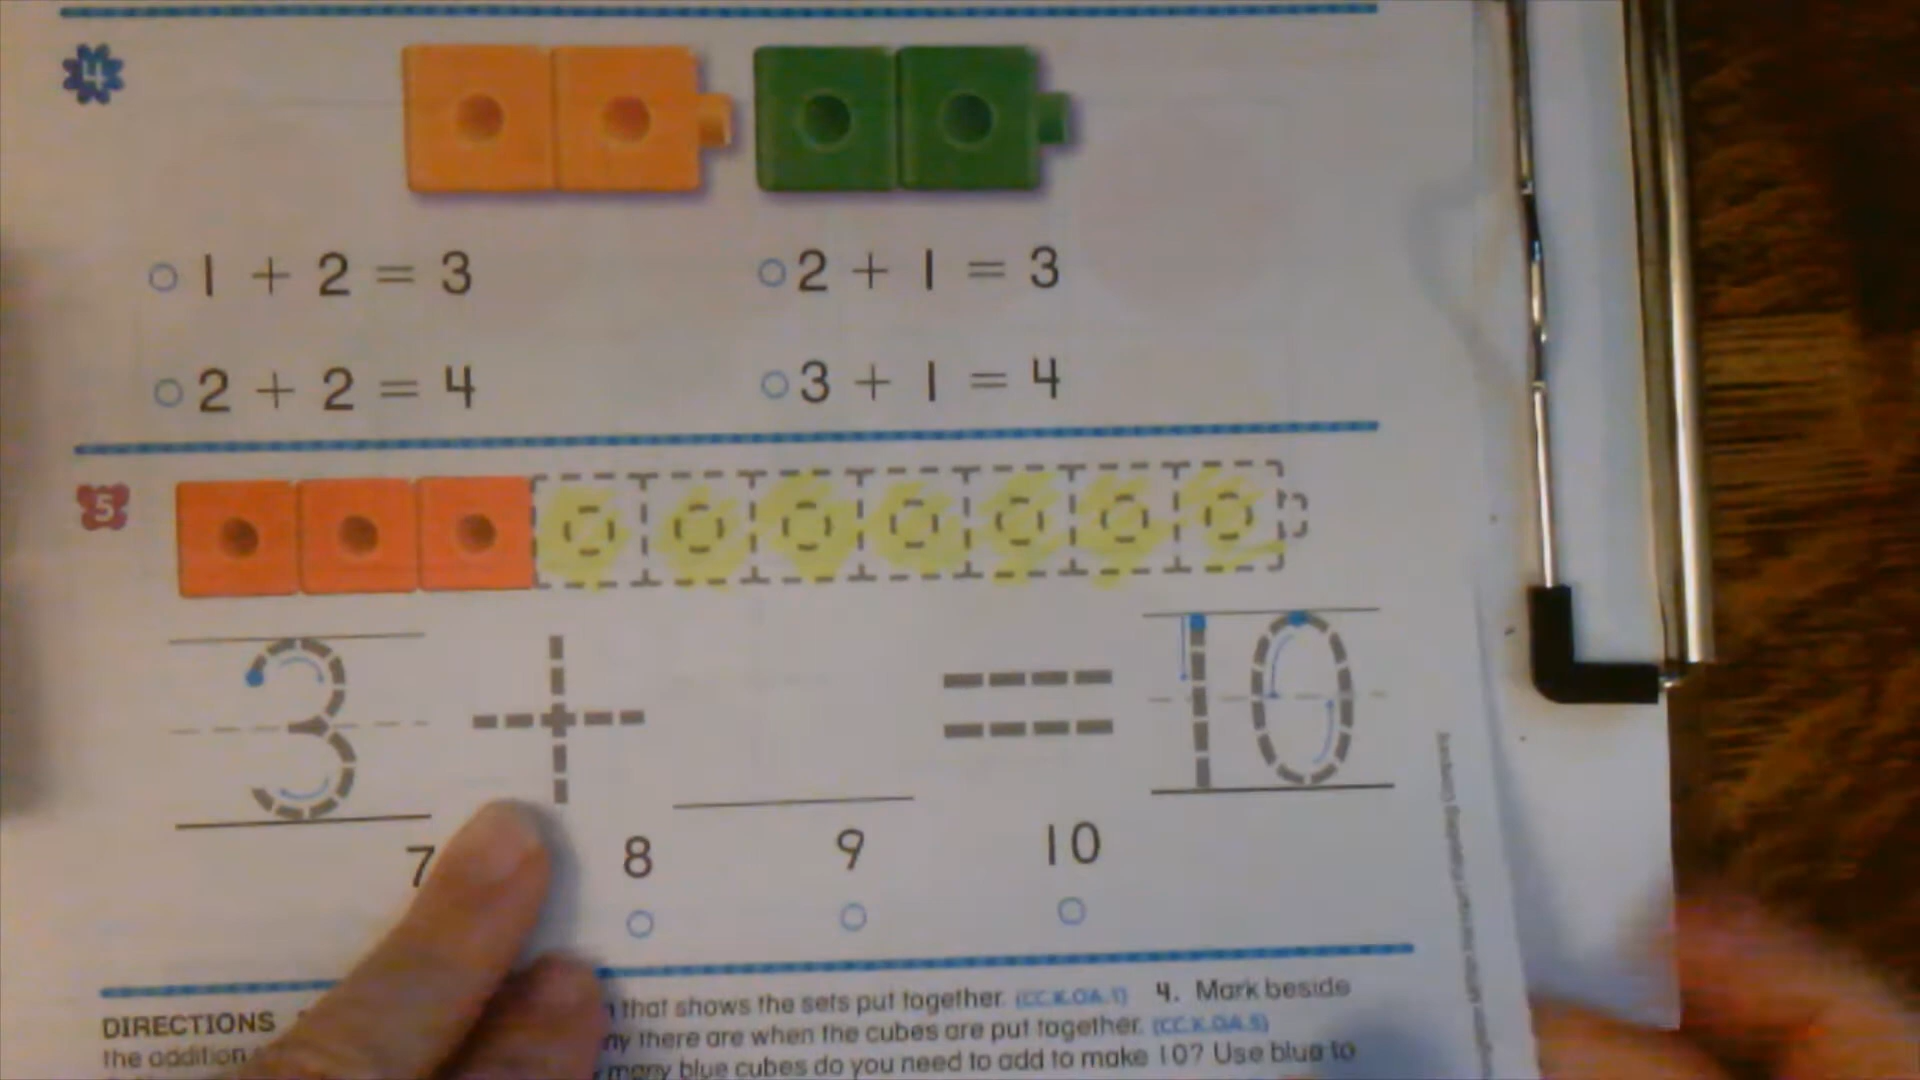 4
1 + 2 = 3
2 + 1 = 3
2 + 2 = 4
3 + 1 = 4
5
3 + = 10
7 8 9 10
DIRECTIONS that shows the sets put together. (CC.K.OA.1) 4. Mark beside
the addition there are when the cubes are put together. (CC.K.OA.5)
many blue cubes do you need to add to make 10? Use blue to